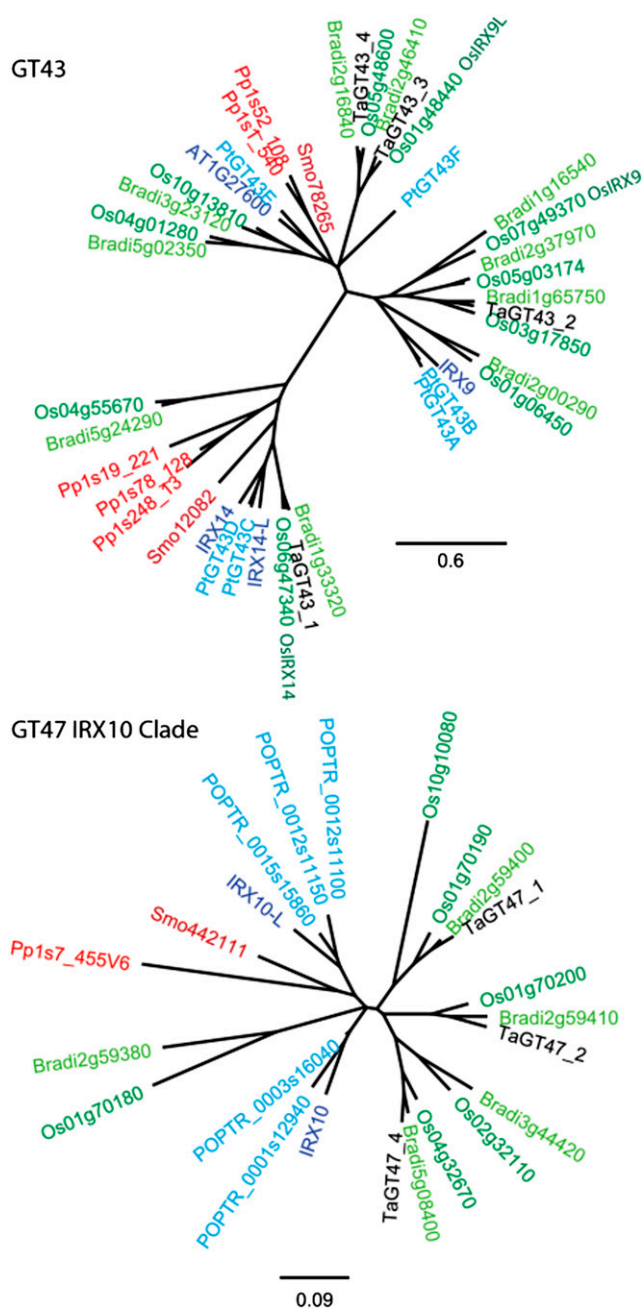 GT43
Bradi2g16840
TaGT43_4
Os05g48600
Bradi2g46410
TaGT43_3
Os01g48440 OsIRX9L
Pp1s52_108
Pp1s1_540
Smo78265
PtGT43E
AT1G27600
PtGT43F
Os10g13810
Bradi3g23120
Os04g01280
Bradi5g02350
Bradi1g16540
Os07g49370 OsIRX9
Bradi2g37970
Os05g03174
Bradi1g65750
TaGT43_2
Os03g17850
Bradi2g00290
Os01g06450
IRX9
PtGT43B
PtGT43A
Os04g55670
Bradi5g24290
Pp1s19_221
Pp1s78_128
Pp1s248_13
Smo12082
IRX14
PtGT43D
PtGT43C
IRX14-L
Os06g47340 OsIRX14
TaGT43_1
Bradi1g33320
0.6
GT47 IRX10 Clade
POPTR_0012s11100
POPTR_0012s11150
POPTR_0015s15860
IRX10-L
Smo442111
Pp1s7_455V6
Os10g10080
Os01g70190
Bradi2g59400
TaGT47_1
Os01g70200
Bradi2g59410
TaGT47_2
Bradi2g59380
Os01g70180
POPTR_0003s16040
POPTR_0001s12940
IRX10
Bradi3g44420
Os02g32110
Os04g32670
Bradi5g08400
TaGT47_4
0.09